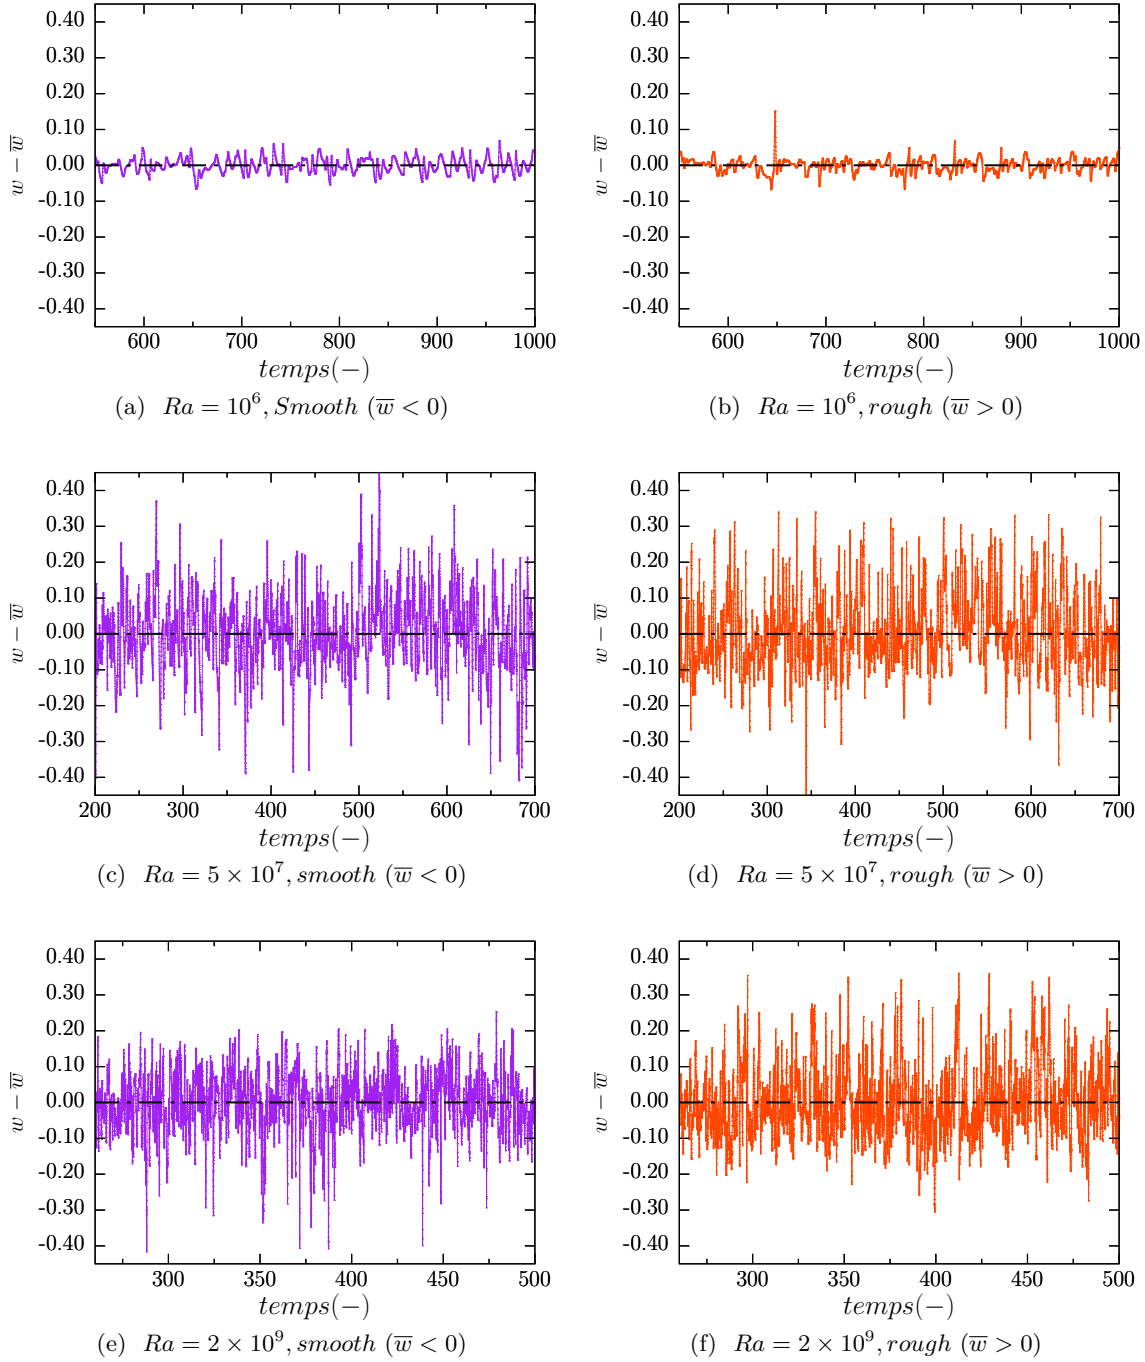 0.40 0.40
0.30 0.30
0.20 0.20
0.10 0.10
w − w̅ 0.00 w − w̅ 0.00
-0.10 -0.10
-0.20 -0.20
-0.30 -0.30
-0.40 -0.40
600 700 800 900 1000 600 700 800 900 1000
temps(−) temps(−)
(a) Ra = 10⁶, Smooth (w̅ < 0) (b) Ra = 10⁶, rough (w̅ > 0)
0.40 0.40
0.30 0.30
0.20 0.20
0.10 0.10
w − w̅ 0.00 w − w̅ 0.00
-0.10 -0.10
-0.20 -0.20
-0.30 -0.30
-0.40 -0.40
200 300 400 500 600 700 200 300 400 500 600 700
temps(−) temps(−)
(c) Ra = 5 × 10⁷, smooth (w̅ < 0) (d) Ra = 5 × 10⁷, rough (w̅ > 0)
0.40 0.40
0.30 0.30
0.20 0.20
0.10 0.10
w − w̅ 0.00 w − w̅ 0.00
-0.10 -0.10
-0.20 -0.20
-0.30 -0.30
-0.40 -0.40
300 350 400 450 500 300 350 400 450 500
temps(−) temps(−)
(e) Ra = 2 × 10⁹, smooth (w̅ < 0) (f) Ra = 2 × 10⁹, rough (w̅ > 0)